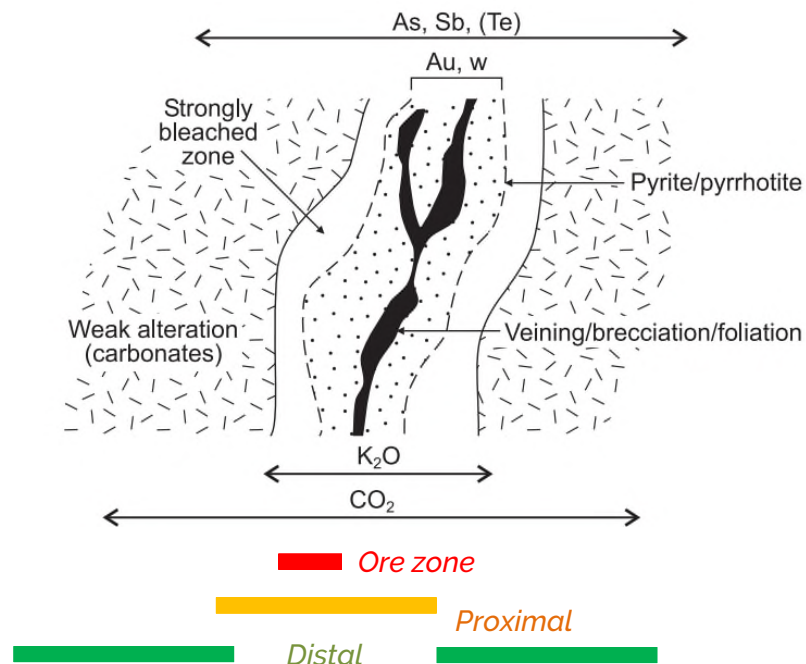 As, Sb, (Te)
Au, w
Strongly
bleached
zone
Pyrite/pyrrhotite
Weak alteration
(carbonates)
Veining/brecciation/foliation
K₂O
CO₂
Ore zone
Proximal
Distal